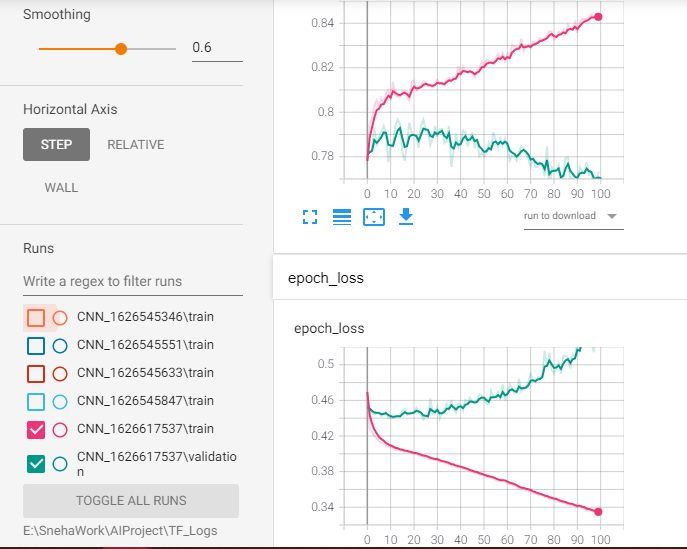 Smoothing
0.6
Horizontal Axis
STEP RELATIVE
WALL
Runs
Write a regex to filter runs
CNN_1626545346\train
CNN_1626545551\train
CNN_1626545633\train
CNN_1626545847\train
CNN_1626617537\train
CNN_1626617537\validatio
n
TOGGLE ALL RUNS
E:\SnehaWork\AIProject\TF_Logs
0.84
0.82
0.8
0.78
0 10 20 30 40 50 60 70 80 90 100
run to download
epoch_loss
epoch_loss
0.5
0.46
0.42
0.38
0.34
0 10 20 30 40 50 60 70 80 90 100